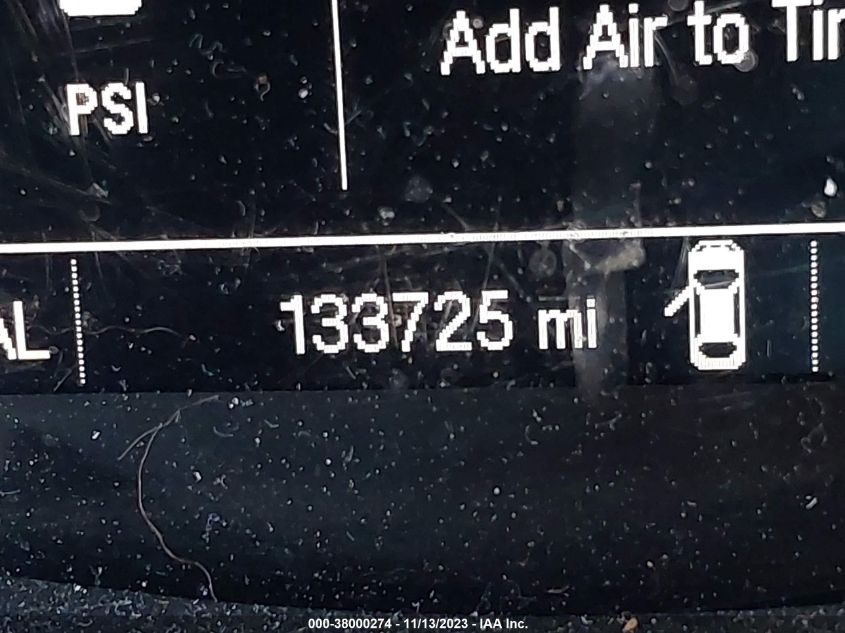 Add Air to Tir
PSI
AL
133725 mi
000-38000274 - 11/13/2023 - IAA Inc.